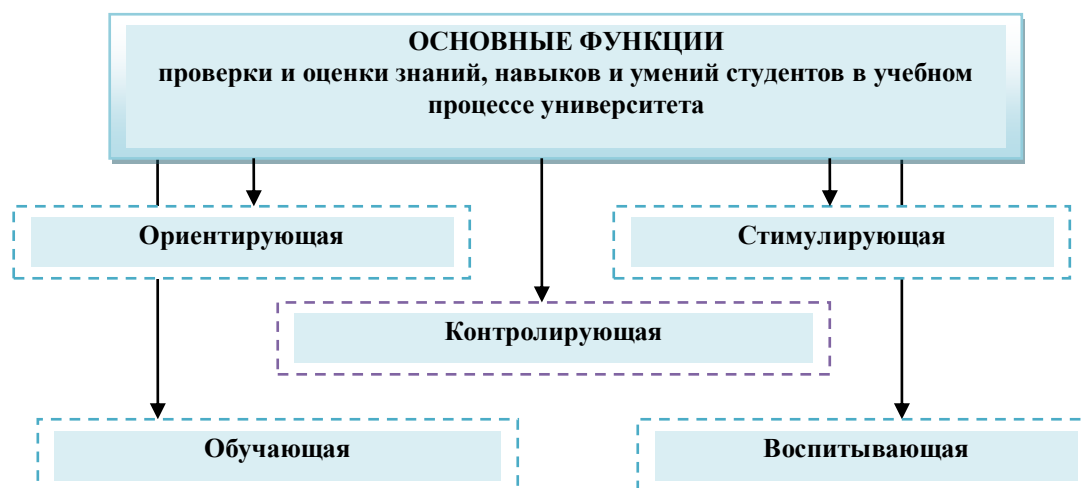 ОСНОВНЫЕ ФУНКЦИИ
проверки и оценки знаний, навыков и умений студентов в учебном
процессе университета
Ориентирующая
Стимулирующая
Контролирующая
Обучающая
Воспитывающая